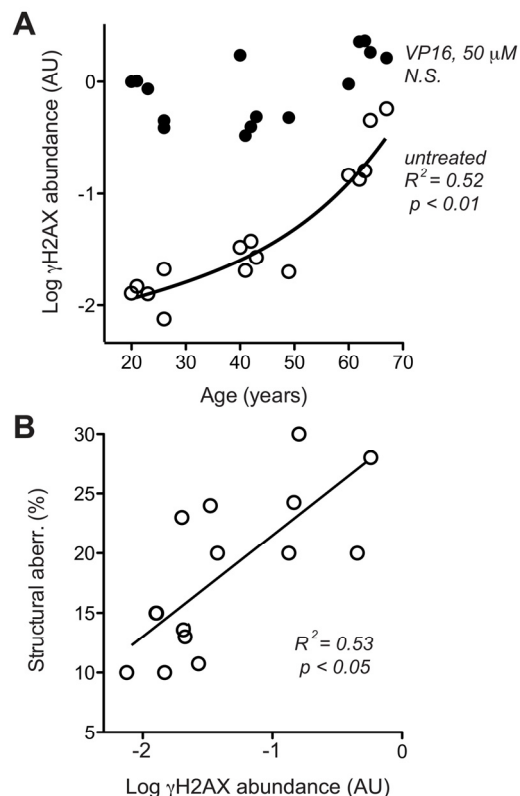 A
Log γH2AX abundance (AU)
0
-1
-2
VP16, 50 μM
N.S.
untreated
R² = 0.52
p < 0.01
20 30 40 50 60 70
Age (years)
B
Structural aberr. (%)
30
25
20
15
10
5
R² = 0.53
p < 0.05
-2 -1 0
Log γH2AX abundance (AU)